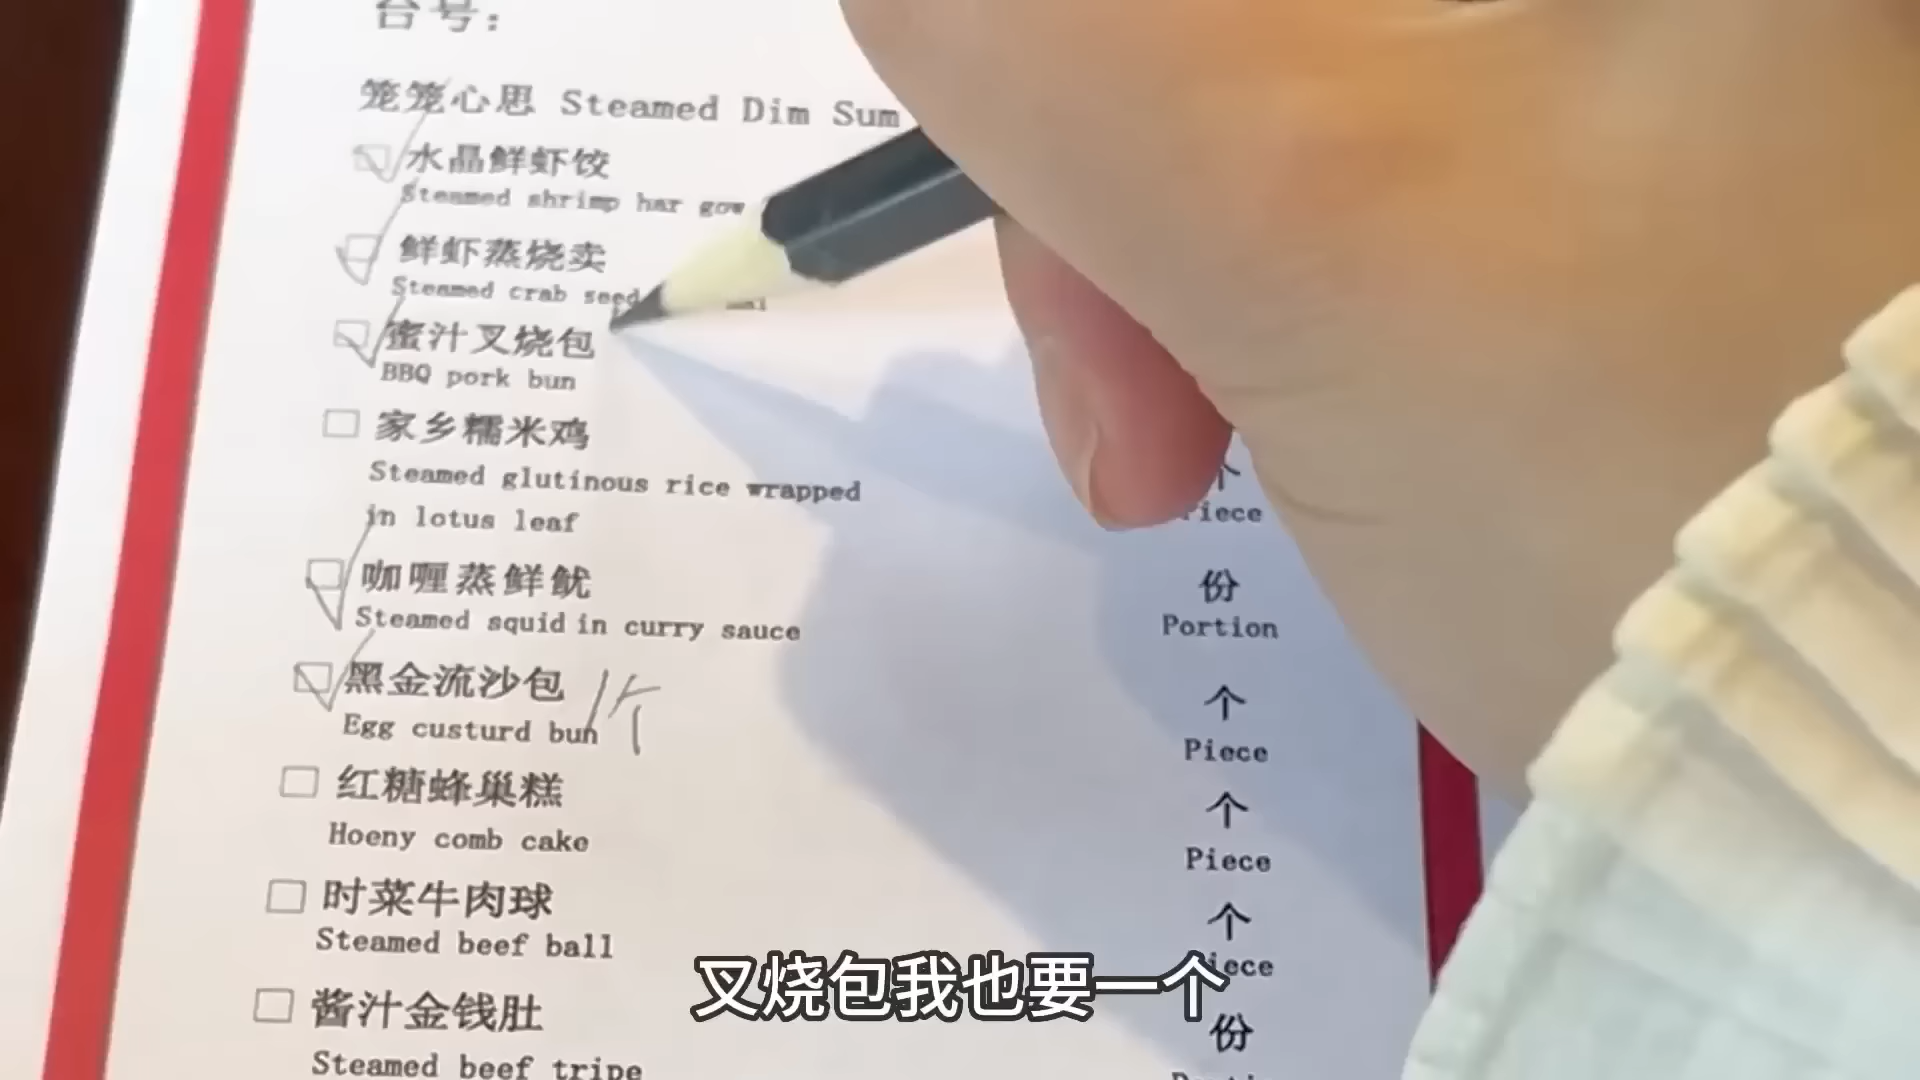 台号:
笼笼心思 Steamed Dim Sum
水晶鲜虾饺
Steamed shrimp har gow
鲜虾蒸烧卖
Steamed crab seed
蜜汁叉烧包
BBQ pork bun
家乡糯米鸡
Steamed glutinous rice wrapped
in lotus leaf
个
Piece
咖喱蒸鲜鱿
Steamed squid in curry sauce
份
Portion
黑金流沙包 1个
Egg custurd bun
个
Piece
红糖蜂巢糕
Hoeny comb cake
个
Piece
时菜牛肉球
Steamed beef ball
个
iece
酱汁金钱肚
Steamed beef tripe
份
叉烧包我也要一个